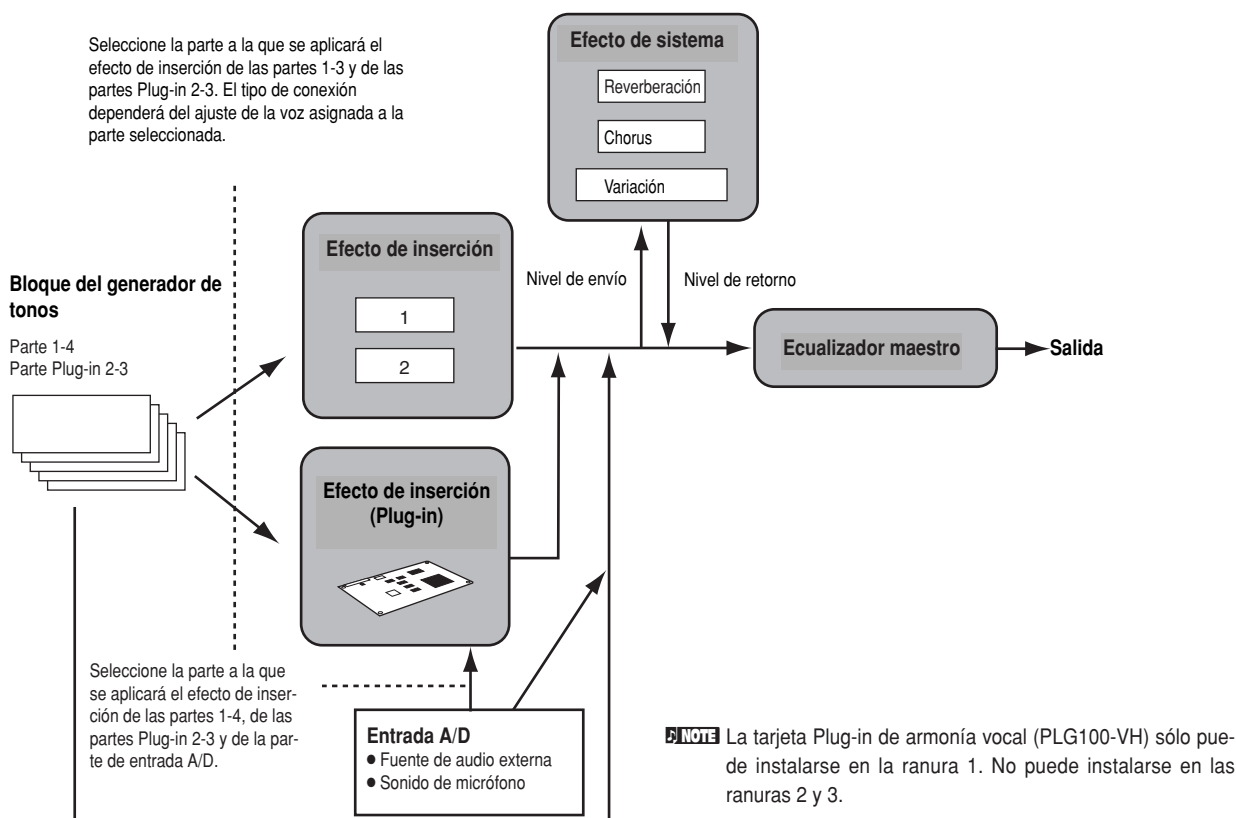 Seleccione la parte a la que se aplicará el
efecto de inserción de las partes 1-3 y de las
partes Plug-in 2-3. El tipo de conexión
dependerá del ajuste de la voz asignada a la
parte seleccionada.
Efecto de sistema
Reverberación
Chorus
Variación
Efecto de inserción
1
2
Nivel de envío
Nivel de retorno
Bloque del generador de
tonos
Parte 1-4
Parte Plug-in 2-3
Ecualizador maestro
Salida
Efecto de inserción
(Plug-in)
Seleccione la parte a la que
se aplicará el efecto de inser-
ción de las partes 1-4, de las
partes Plug-in 2-3 y de la par-
te de entrada A/D.
Entrada A/D
● Fuente de audio externa
● Sonido de micrófono
NOTE La tarjeta Plug-in de armonía vocal (PLG100-VH) sólo pue-
de instalarse en la ranura 1. No puede instalarse en las
ranuras 2 y 3.